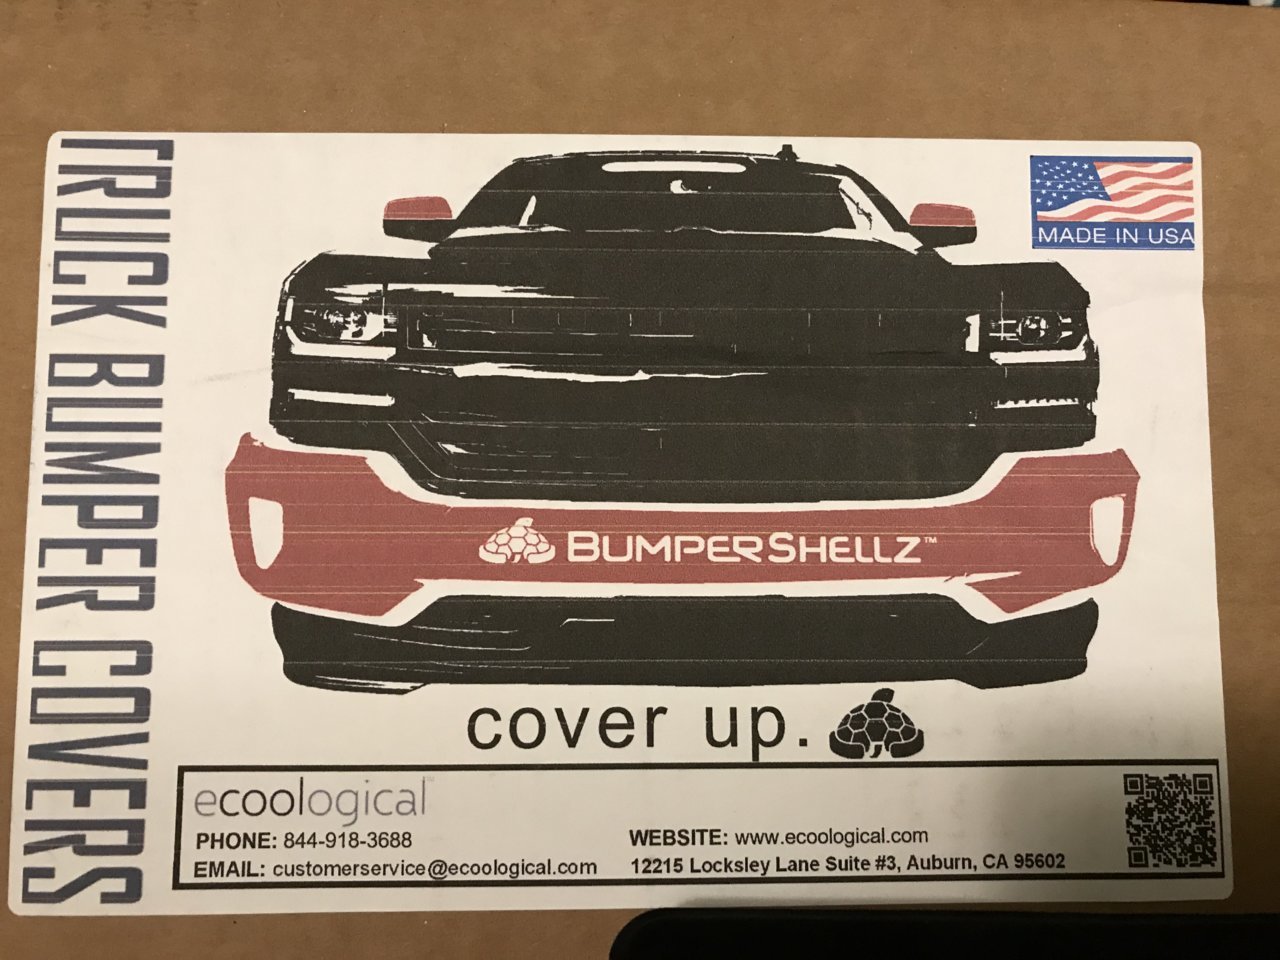 TRUCK BUMPER COVERS
MADE IN USA
BUMPERSHELLZ™
cover up.
ecoological™
PHONE: 844-918-3688
EMAIL: customerservice@ecoological.com
WEBSITE: www.ecoological.com
12215 Locksley Lane Suite #3, Auburn, CA 95602